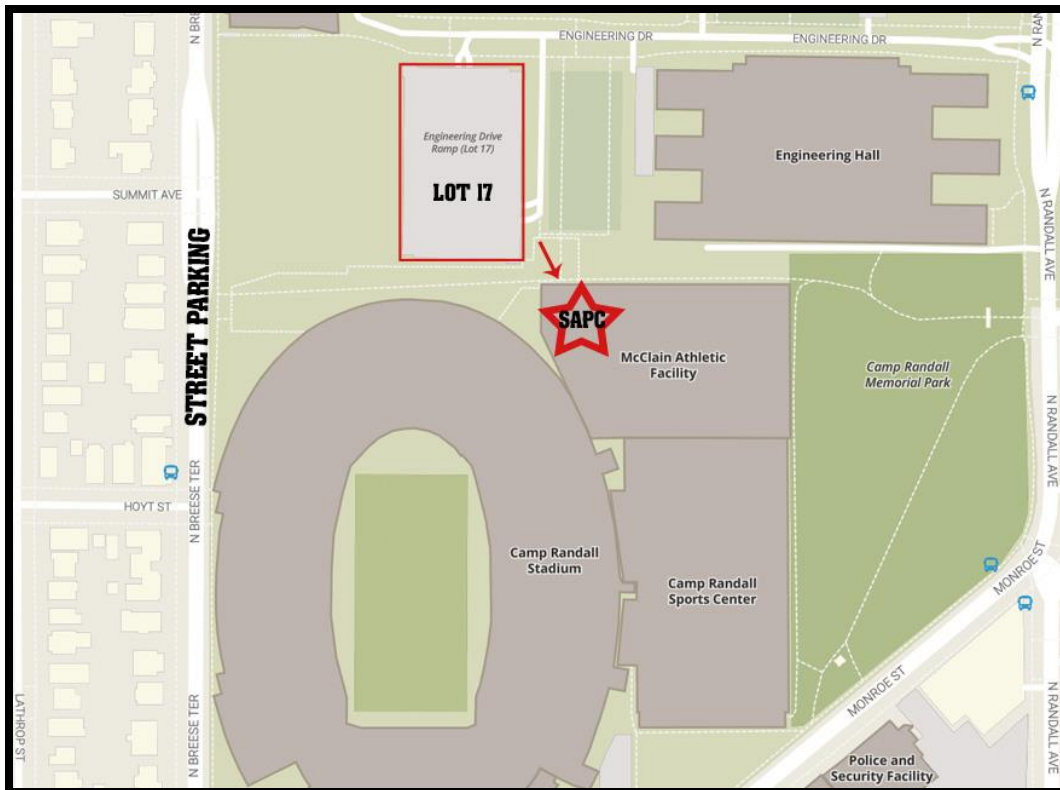 N BRE
ENGINEERING DR
ENGINEERING DR
N RAN
Engineering Drive
Ramp (Lot 17)
LOT 17
Engineering Hall
SUMMIT AVE
N RANDALL AVE
STREET PARKING
SAPC
McClain Athletic
Facility
Camp Randall
Memorial Park
N RANDALL AVE
HOYT ST
N BREESE TER
Camp Randall
Stadium
Camp Randall
Sports Center
MONROE ST
MONROE ST
LATHROP ST
N BREESE TER
N RANDALL AVE
Police and
Security Facility